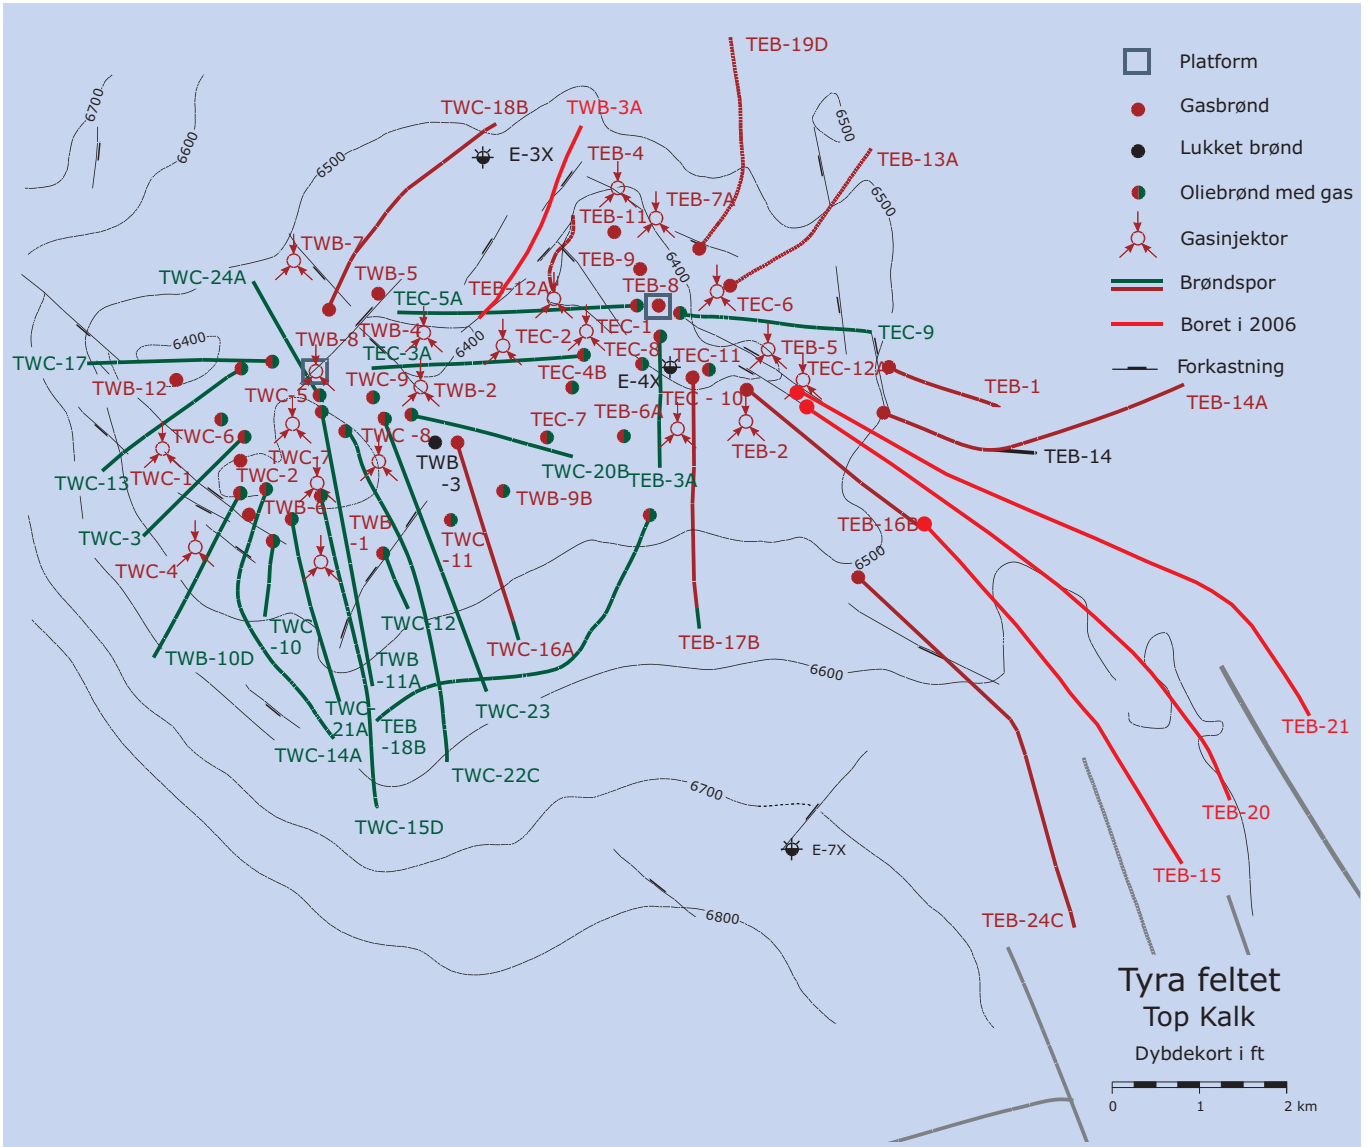 TEB-19D
Platform
6700
TWC-18B
TWB-3A
Gasbrønd
6500
6600
E-3X
TEB-4
Lukket brønd
6500
TEB-13A
Oliebrønd med gas
TEB-7A
6500
TEB-11
Gasinjektor
TWB-7
TEB-9
6400
TWC-24A
TWB-5
TEB-12A
TEB-8
Brøndspor
TEC-5A
TEC-6
Boret i 2006
TWB-8
TWB-4
TEC-2
TEC-1
TEC-9
6400
6400
TEC-3A
TEC-8
TEC-11
TEB-5
TWC-17
TEC-12A
Forkastning
TWB-12
TWC-9
TWB-2
TEC-4B
E-4X
TEB-1
TWC-5
TEC - 10
TEB-14A
TWC-6
TWC -8
TEC-7
TEB-6A
TWC-7
TEB-2
TEB-14
TWC-13
TWC-1
TWC-2
TWB
-3
TWC-20B
TEB-3A
TWB-6
TWB-9B
TWB
-1
TWC
-11
TEB-16B
TWC-3
TWC-4
6500
TWC
-10
TWC-12
TWC-16A
TEB-17B
TWB-10D
TWB
-11A
6600
TWC-
21A
TEB
-18B
TWC-23
TEB-21
TWC-14A
TWC-22C
6700
TEB-20
TWC-15D
E-7X
TEB-15
6800
TEB-24C
Tyra feltet
Top Kalk
Dybdekort i ft
0 1 2 km